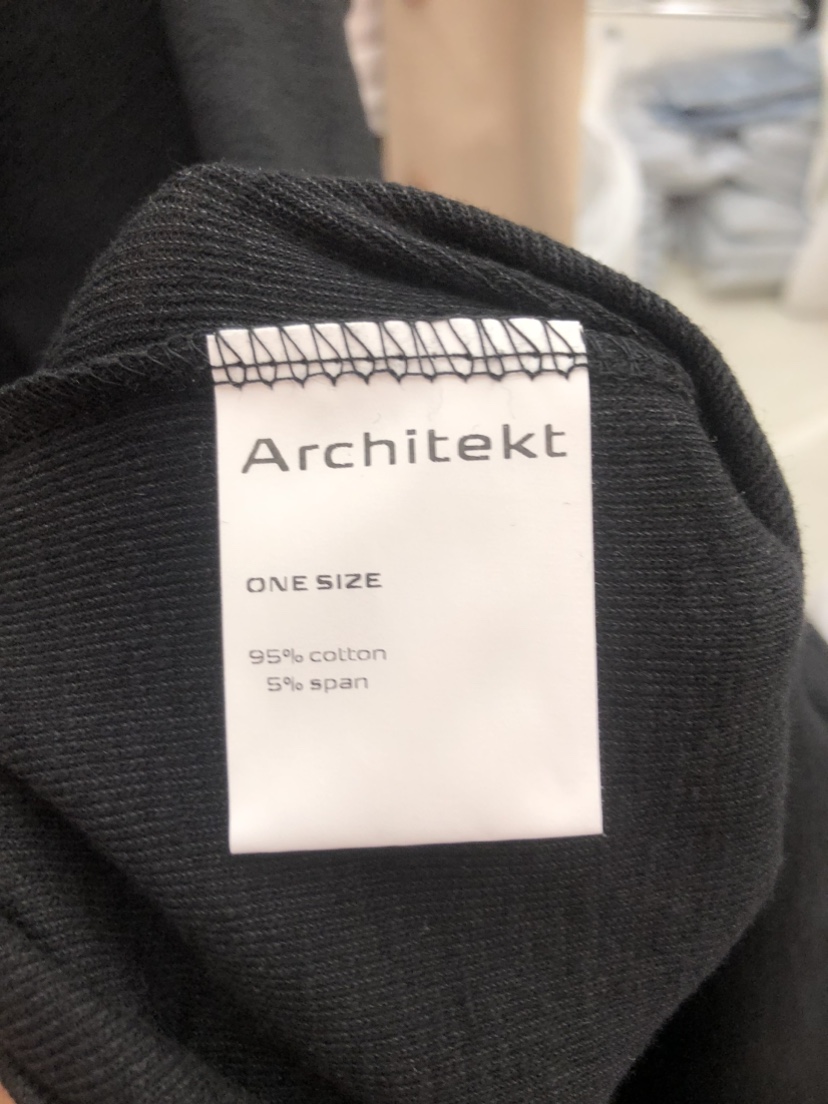 Architekt
ONE SIZE
95% cotton
5% span